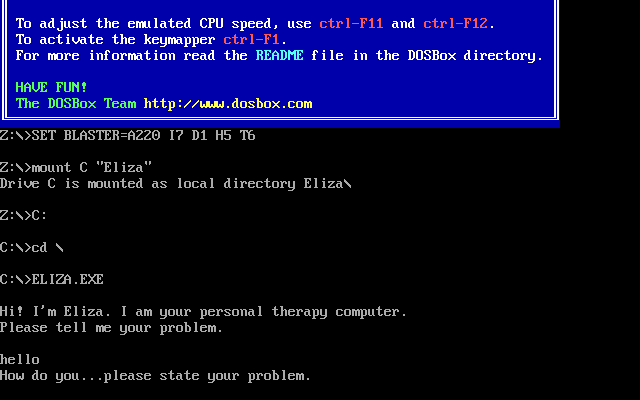 To adjust the emulated CPU speed, use ctrl-F11 and ctrl-F12.
To activate the keymapper ctrl-F1.
For more information read the README file in the DOSBox directory.
HAVE FUN!
The DOSBox Team http://www.dosbox.com
Z:\>SET BLASTER=A220 I7 D1 H5 T6
Z:\>mount C "Eliza"
Drive C is mounted as local directory Eliza\
Z:\>C:
C:\>cd \
C:\>ELIZA.EXE
Hi! I'm Eliza. I am your personal therapy computer.
Please tell me your problem.
hello
How do you...please state your problem.